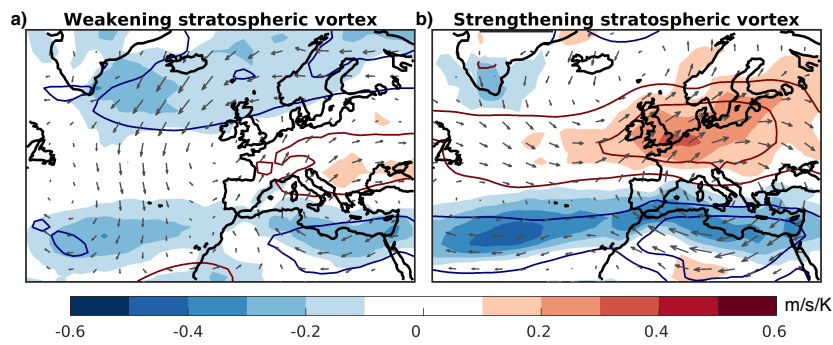 a) Weakening stratospheric vortex
b) Strengthening stratospheric vortex
-0.6 -0.4 -0.2 0 0.2 0.4 0.6 m/s/K